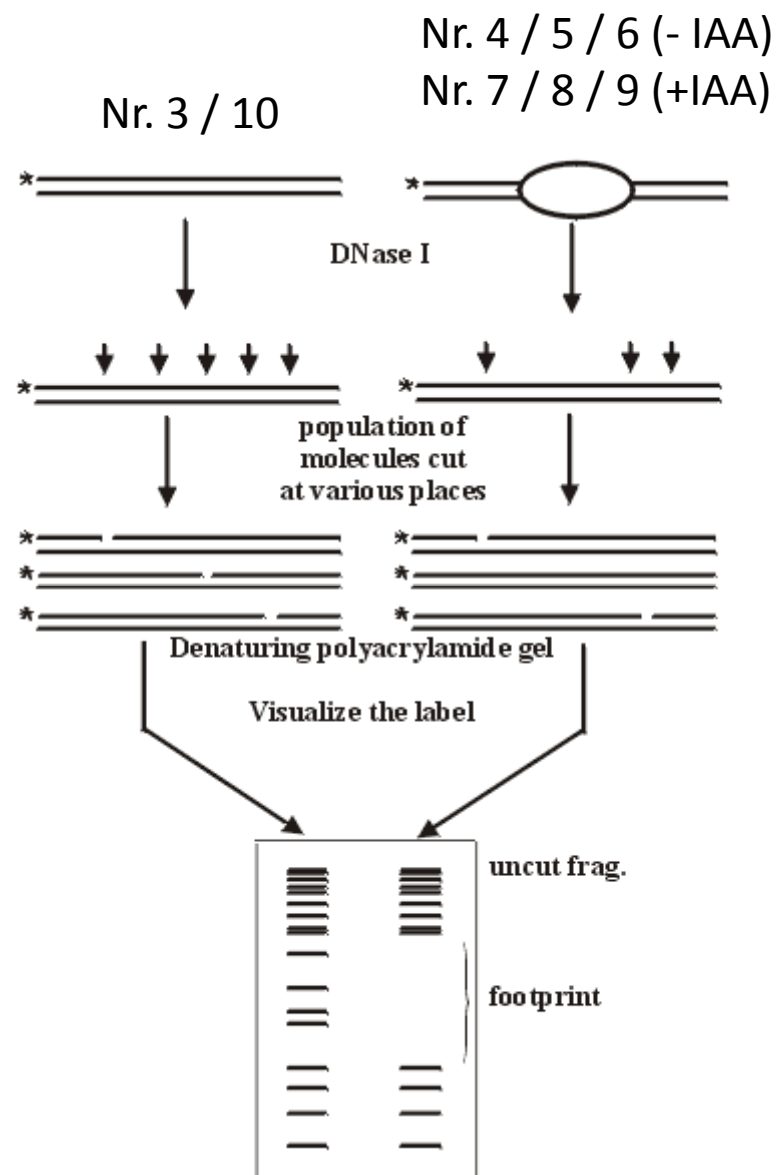 Nr. 4 / 5 / 6 (- IAA)
Nr. 7 / 8 / 9 (+IAA)
Nr. 3 / 10
*
*
DNase I
*
*
population of
molecules cut
at various places
*
*
*
*
*
*
Denaturing polyacrylamide gel
Visualize the label
uncut frag.
footprint